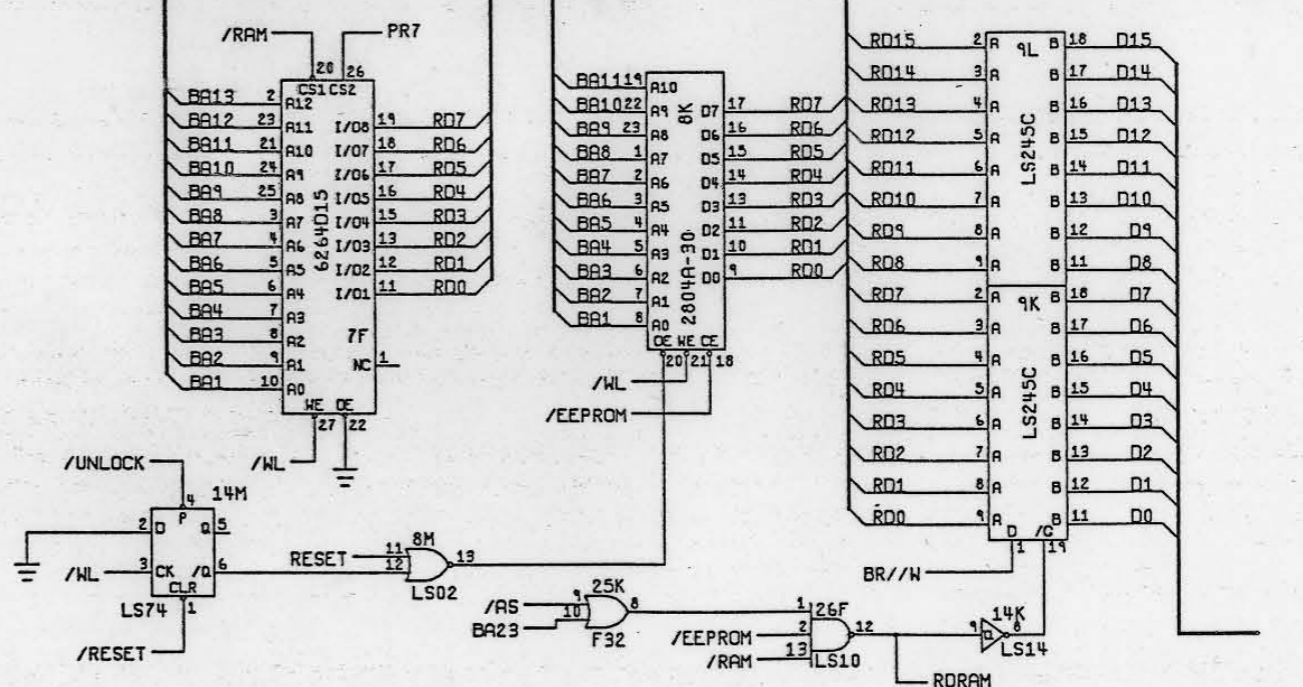 /RAM PR7
20 26
CS1 CS2
BA13 2 A12
BA12 23 A11 I/O8 19 RD7
BA11 21 A10 I/O7 18 RD6
BA10 24 A9 I/O6 17 RD5
BA9 25 A8 I/O5 16 RD4
BA8 3 A7 I/O4 15 RD3
BA7 4 A6 I/O3 13 RD2
BA6 5 A5 I/O2 12 RD1
BA5 6 A4 I/O1 11 RD0
BA4 7 A3
BA3 8 A2
BA2 9 A1 NC 1
BA1 10 A0
6264D15
7F
WE OE
27 22
/WL
BA11 19 A10
BA10 22 A9 D7 17 RD7
BA9 23 A8 D6 16 RD6
BA8 1 A7 D5 15 RD5
BA7 2 A6 D4 14 RD4
BA6 3 A5 D3 13 RD3
BA5 4 A4 D2 11 RD2
BA4 5 A3 D1 10 RD1
BA3 6 A2 D0 9 RD0
BA2 7 A1
BA1 8 A0
8K
2804A-30
OE WE CE
20 21 18
/WL
/EEPROM
RD15 2 A 9L B 18 D15
RD14 3 A B 17 D14
RD13 4 A B 16 D13
RD12 5 A B 15 D12
RD11 6 A B 14 D11
RD10 7 A B 13 D10
RD9 8 A B 12 D9
RD8 9 A B 11 D8
LS245C
RD7 2 A 9K B 18 D7
RD6 3 A B 17 D6
RD5 4 A B 16 D5
RD4 5 A B 15 D4
RD3 6 A B 14 D3
RD2 7 A B 13 D2
RD1 8 A B 12 D1
RD0 9 A B 11 D0
LS245C
D /G
1 19
BR//W
/UNLOCK
4 14M
2 D P Q 5
3 CK /Q 6
/WL
CLR
LS74 1
/RESET
RESET 11 8M 13
12
LS02
/AS 9 25K 8
BA23 10
F32
1 26F
/EEPROM 2 12
/RAM 13
LS10
9 14K 8
LS14
RDRAM